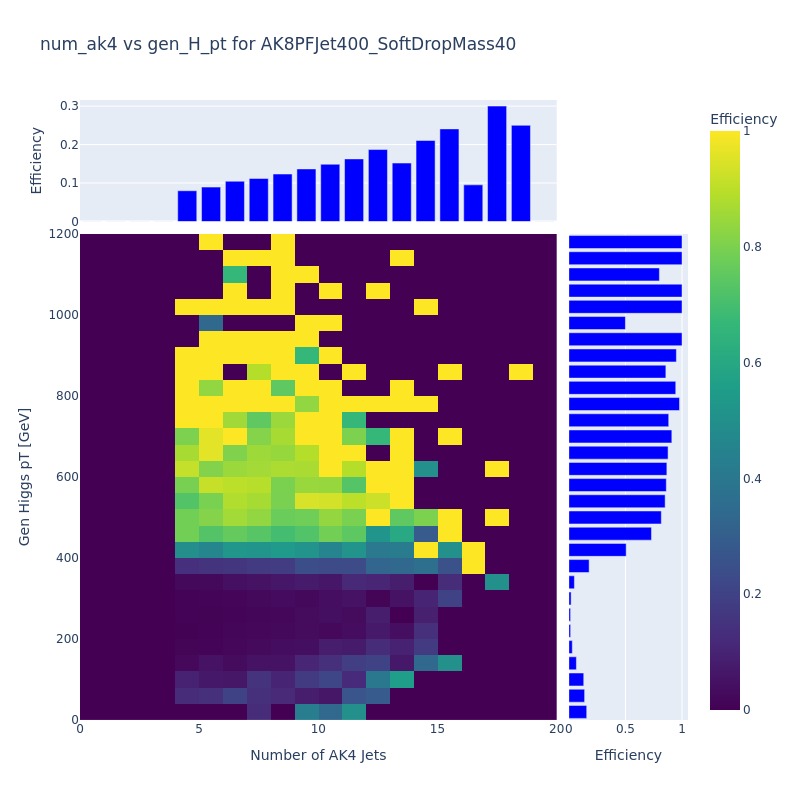 num_ak4 vs gen_H_pt for AK8PFJet400_SoftDropMass40
Efficiency
0.3
0.2
0.1
0
Efficiency
1
0.8
0.6
0.4
0.2
0
Gen Higgs pT [GeV]
1200
1000
800
600
400
200
0
0 5 10 15 20
Number of AK4 Jets
0 0.5 1
Efficiency